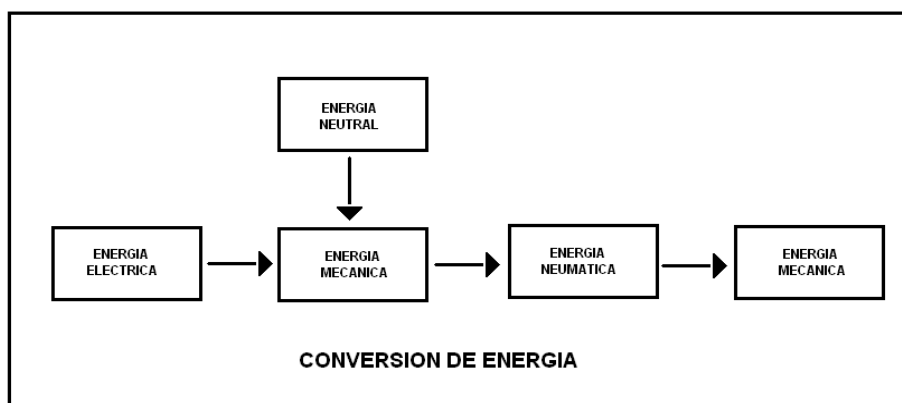 ENERGIA
NEUTRAL
ENERGIA
ELECTRICA
ENERGIA
MECANICA
ENERGIA
NEUMATICA
ENERGIA
MECANICA
CONVERSION DE ENERGIA